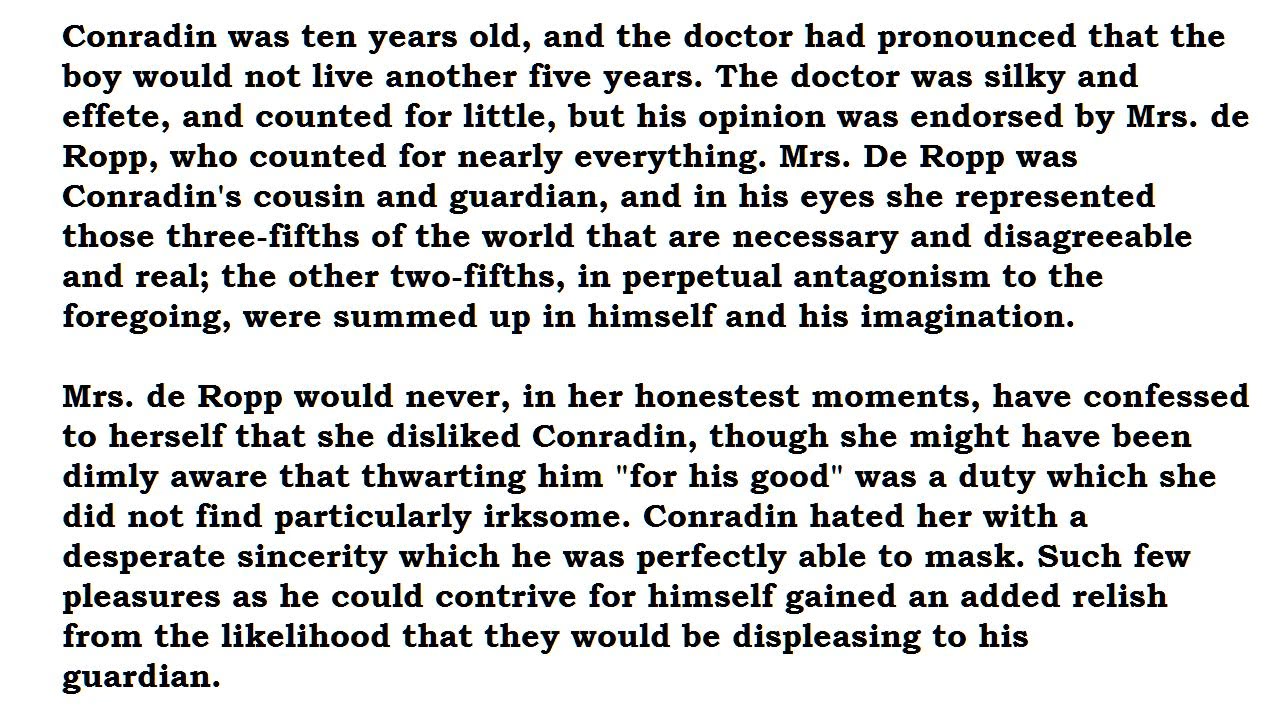 Conradin was ten years old, and the doctor had pronounced that the
boy would not live another five years. The doctor was silky and
effete, and counted for little, but his opinion was endorsed by Mrs. de
Ropp, who counted for nearly everything. Mrs. De Ropp was
Conradin's cousin and guardian, and in his eyes she represented
those three-fifths of the world that are necessary and disagreeable
and real; the other two-fifths, in perpetual antagonism to the
foregoing, were summed up in himself and his imagination.

Mrs. de Ropp would never, in her honestest moments, have confessed
to herself that she disliked Conradin, though she might have been
dimly aware that thwarting him "for his good" was a duty which she
did not find particularly irksome. Conradin hated her with a
desperate sincerity which he was perfectly able to mask. Such few
pleasures as he could contrive for himself gained an added relish
from the likelihood that they would be displeasing to his
guardian.